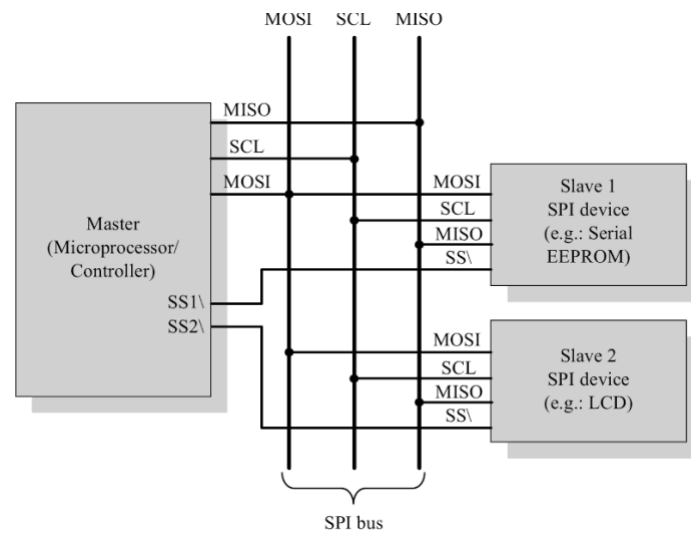 MOSI SCL MISO
MISO
SCL
MOSI
Master
(Microprocessor/
Controller)
SS1\
SS2\
MOSI
SCL
MISO
SS\
Slave 1
SPI device
(e.g.: Serial
EEPROM)
MOSI
SCL
MISO
SS\
Slave 2
SPI device
(e.g.: LCD)
SPI bus